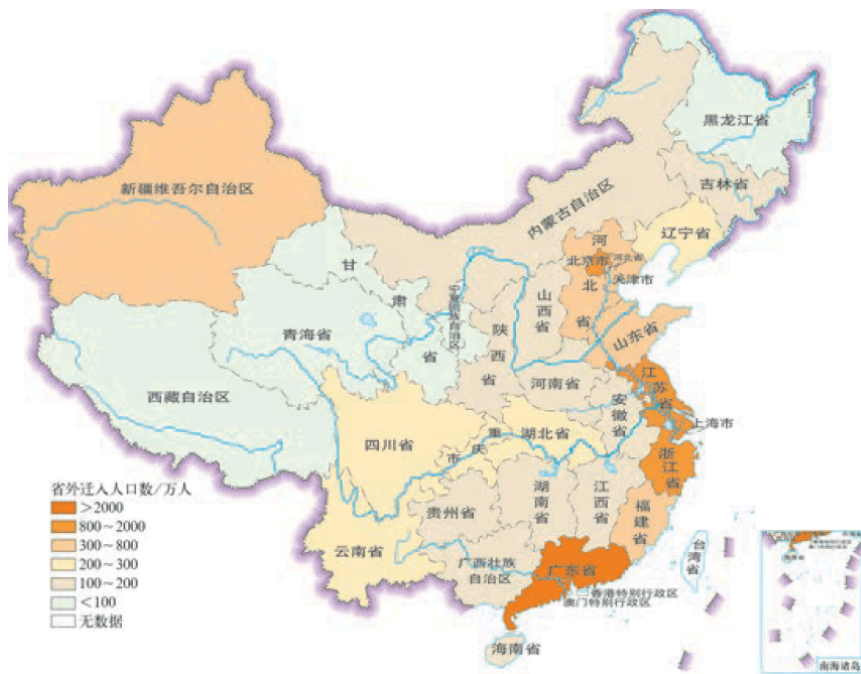 黑龙江省
吉林省
辽宁省
内蒙古自治区
新疆维吾尔自治区
甘
肃
省
宁夏回族自治区
青海省
西藏自治区
陕西省
山西省
河
北
省
北京市
河北省
天津市
山东省
河南省
江苏省
安徽省
上海市
浙江省
四川省
重庆市
湖北省
湖南省
江西省
福建省
贵州省
云南省
广西壮族
自治区
广东省
香港特别行政区
澳门特别行政区
台湾省
海南省
省外迁入人口数/万人
>2000
800~2000
300~800
200~300
100~200
<100
无数据
海南省
南海诸岛